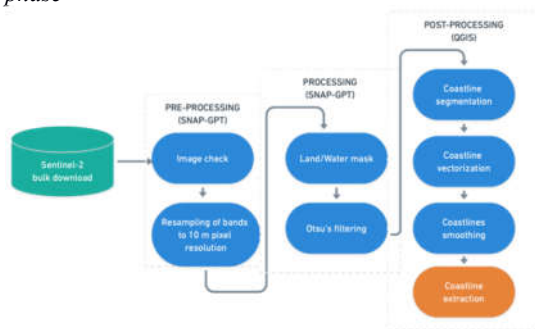 phase
POST-PROCESSING
(QGIS)
PROCESSING
(SNAP-GPT)
PRE-PROCESSING
(SNAP-GPT)
Sentinel-2
bulk download
Image check
Resampling of bands
to 10 m pixel
resolution
Land/Water mask
Otsu's filtering
Coastline
segmentation
Coastline
vectorization
Coastlines
smoothing
Coastline
extraction